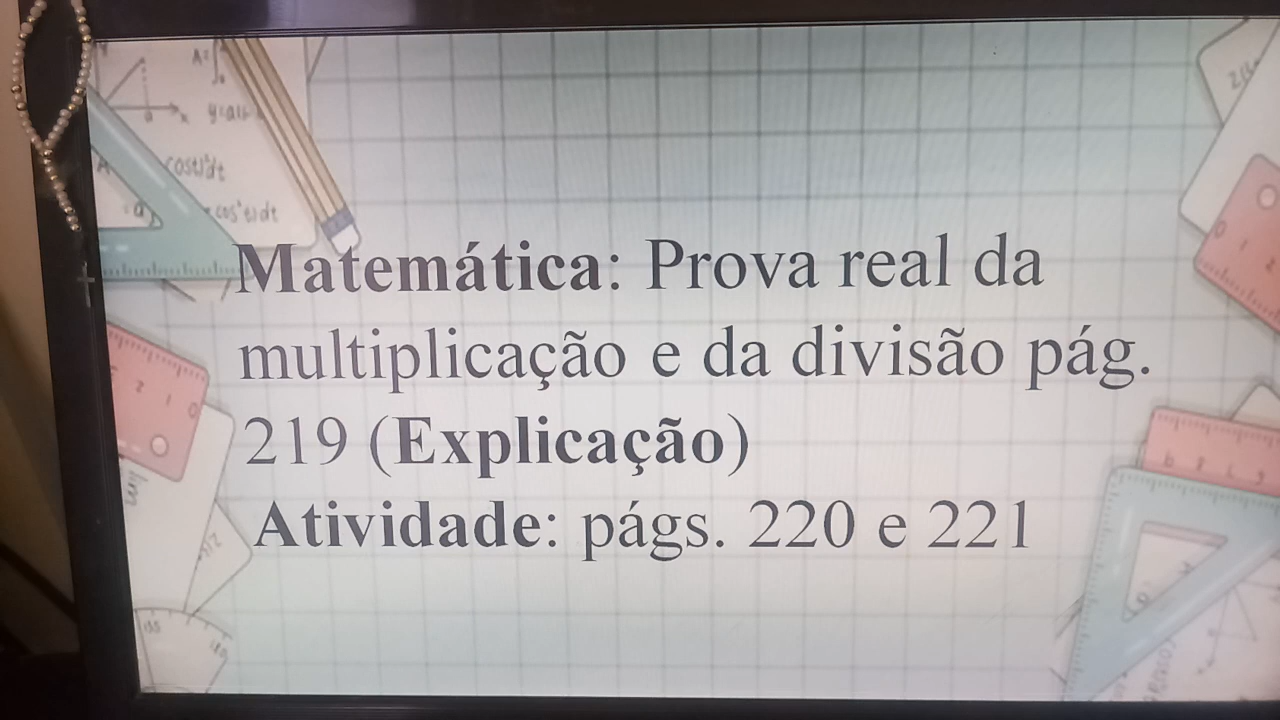 Matemática: Prova real da
multiplicação e da divisão pág.
219 (Explicação)
Atividade: págs. 220 e 221